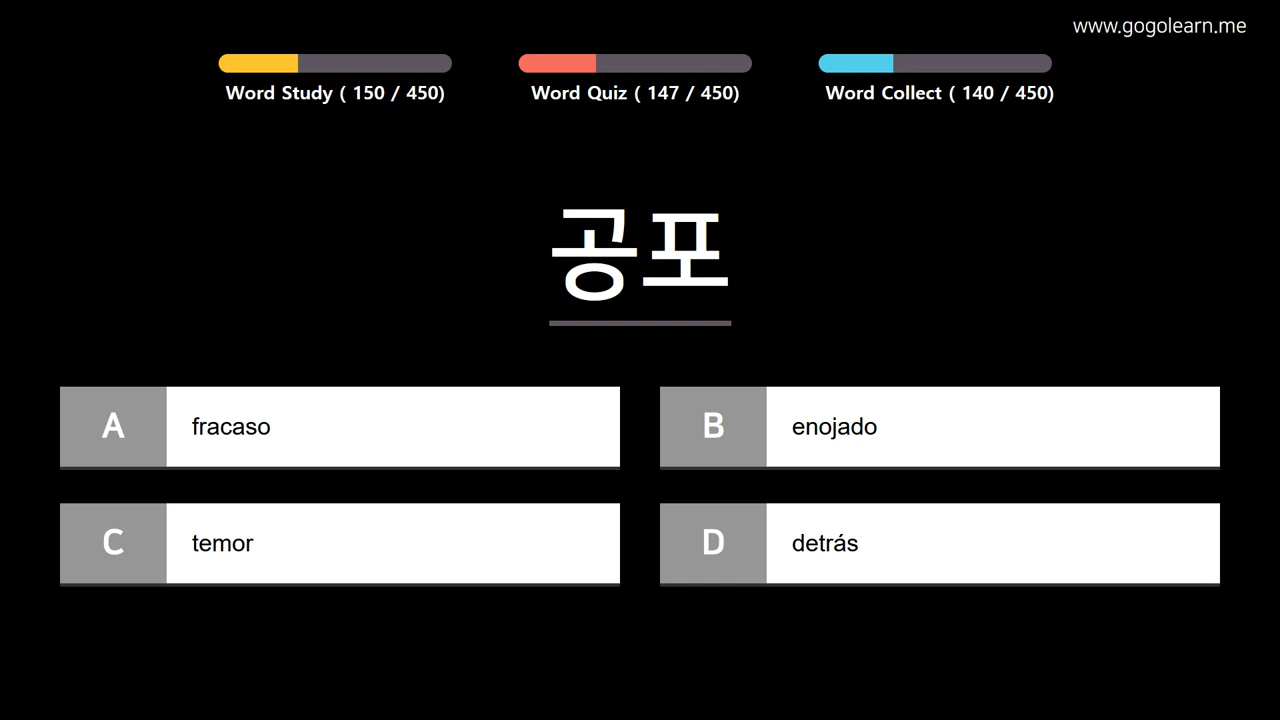 www.gogolearn.me
Word Study ( 150 / 450)
Word Quiz ( 147 / 450)
Word Collect ( 140 / 450)
공포
A fracaso
B enojado
C temor
D detrás